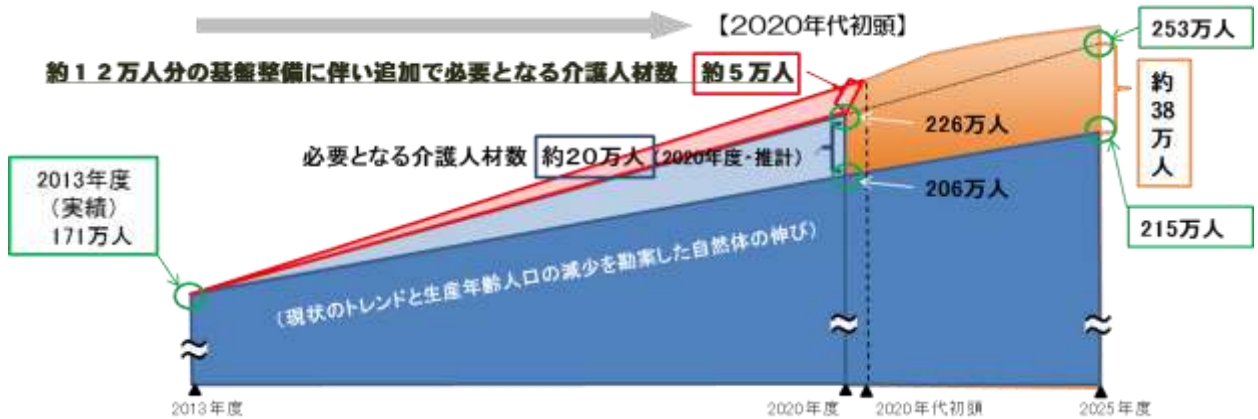 【2020年代初頭】
253万人
約12万人分の基盤整備に伴い追加で必要となる介護人材数 約5万人
約38万人
226万人
必要となる介護人材数 約20万人 (2020年度・推計)
206万人
2013年度
(実績)
171万人
215万人
(現状のトレンドと生産年齢人口の減少を勘案した自然体の伸び)
2013年度
2020年度
2020年代初頭
2025年度